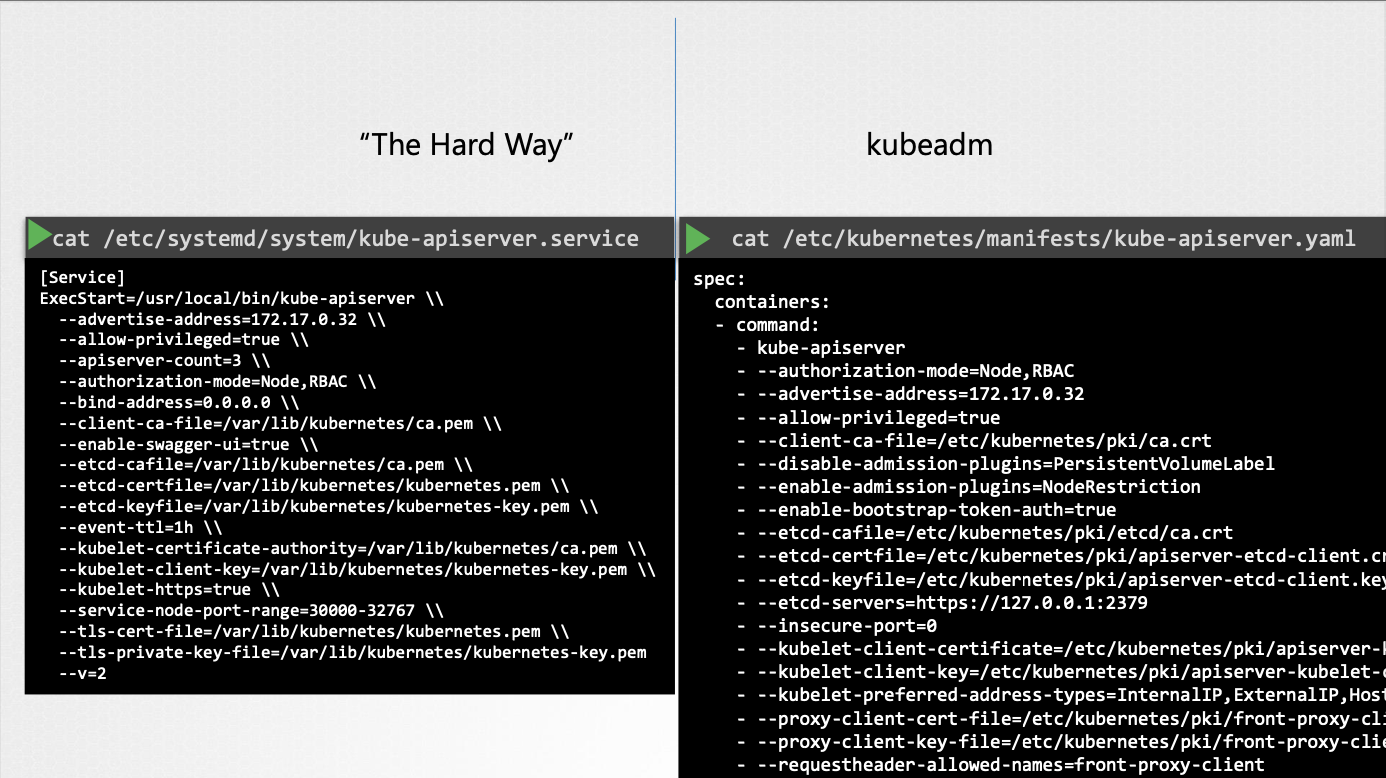 “The Hard Way”
cat /etc/systemd/system/kube-apiserver.service
[Service]
ExecStart=/usr/local/bin/kube-apiserver \\
--advertise-address=172.17.0.32 \\
--allow-privileged=true \\
--apiserver-count=3 \\
--authorization-mode=Node,RBAC \\
--bind-address=0.0.0.0 \\
--client-ca-file=/var/lib/kubernetes/ca.pem \\
--enable-swagger-ui=true \\
--etcd-cafile=/var/lib/kubernetes/ca.pem \\
--etcd-certfile=/var/lib/kubernetes/kubernetes.pem \\
--etcd-keyfile=/var/lib/kubernetes/kubernetes-key.pem \\
--event-ttl=1h \\
--kubelet-certificate-authority=/var/lib/kubernetes/ca.pem \\
--kubelet-client-key=/var/lib/kubernetes/kubernetes-key.pem \\
--kubelet-https=true \\
--service-node-port-range=30000-32767 \\
--tls-cert-file=/var/lib/kubernetes/kubernetes.pem \\
--tls-private-key-file=/var/lib/kubernetes/kubernetes-key.pem
--v=2
kubeadm
cat /etc/kubernetes/manifests/kube-apiserver.yaml
spec:
containers:
- command:
- kube-apiserver
- --authorization-mode=Node,RBAC
- --advertise-address=172.17.0.32
- --allow-privileged=true
- --client-ca-file=/etc/kubernetes/pki/ca.crt
- --disable-admission-plugins=PersistentVolumeLabel
- --enable-admission-plugins=NodeRestriction
- --enable-bootstrap-token-auth=true
- --etcd-cafile=/etc/kubernetes/pki/etcd/ca.crt
- --etcd-certfile=/etc/kubernetes/pki/apiserver-etcd-client.cr
- --etcd-keyfile=/etc/kubernetes/pki/apiserver-etcd-client.key
- --etcd-servers=https://127.0.0.1:2379
- --insecure-port=0
- --kubelet-client-certificate=/etc/kubernetes/pki/apiserver-k
- --kubelet-client-key=/etc/kubernetes/pki/apiserver-kubelet-c
- --kubelet-preferred-address-types=InternalIP,ExternalIP,Host
- --proxy-client-cert-file=/etc/kubernetes/pki/front-proxy-cli
- --proxy-client-key-file=/etc/kubernetes/pki/front-proxy-clie
- --requestheader-allowed-names=front-proxy-client